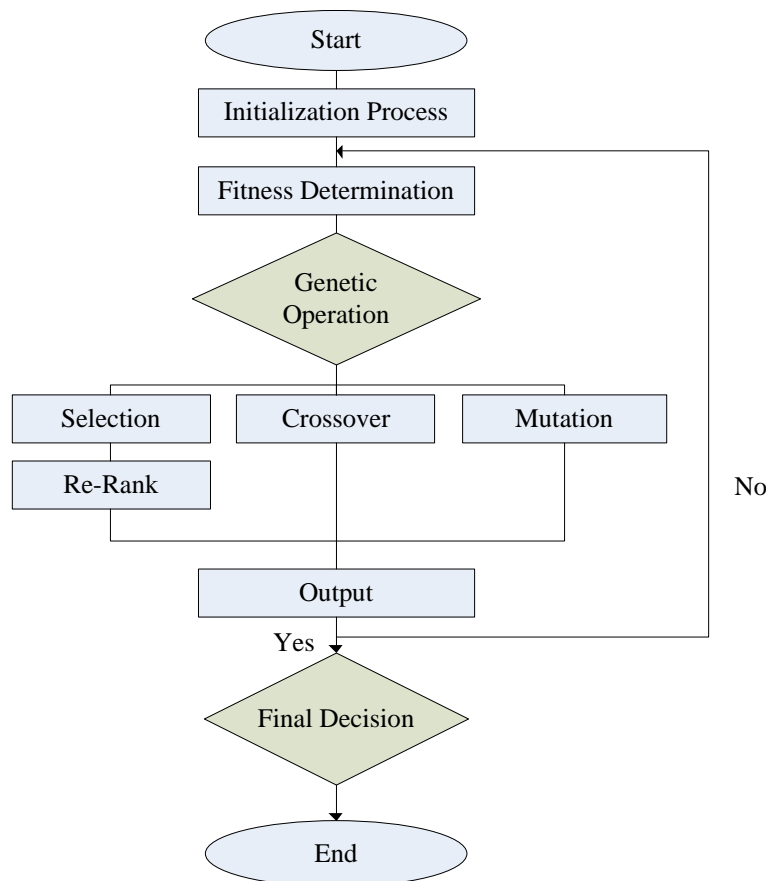 Start
Initialization Process
Fitness Determination
Genetic
Operation
Selection
Crossover
Mutation
Re-Rank
No
Output
Yes
Final Decision
End